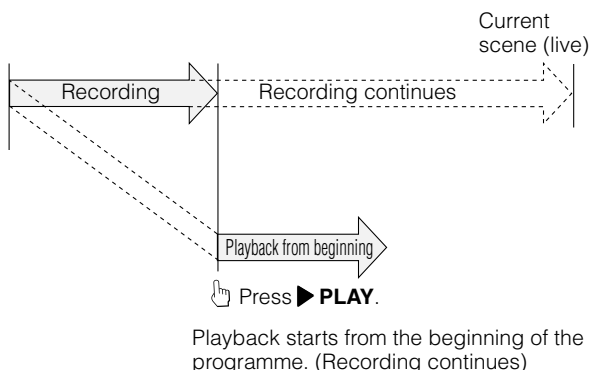 Current
scene (live)
Recording
Recording continues
Playback from beginning
Press ▶ PLAY.
Playback starts from the beginning of the
programme. (Recording continues)